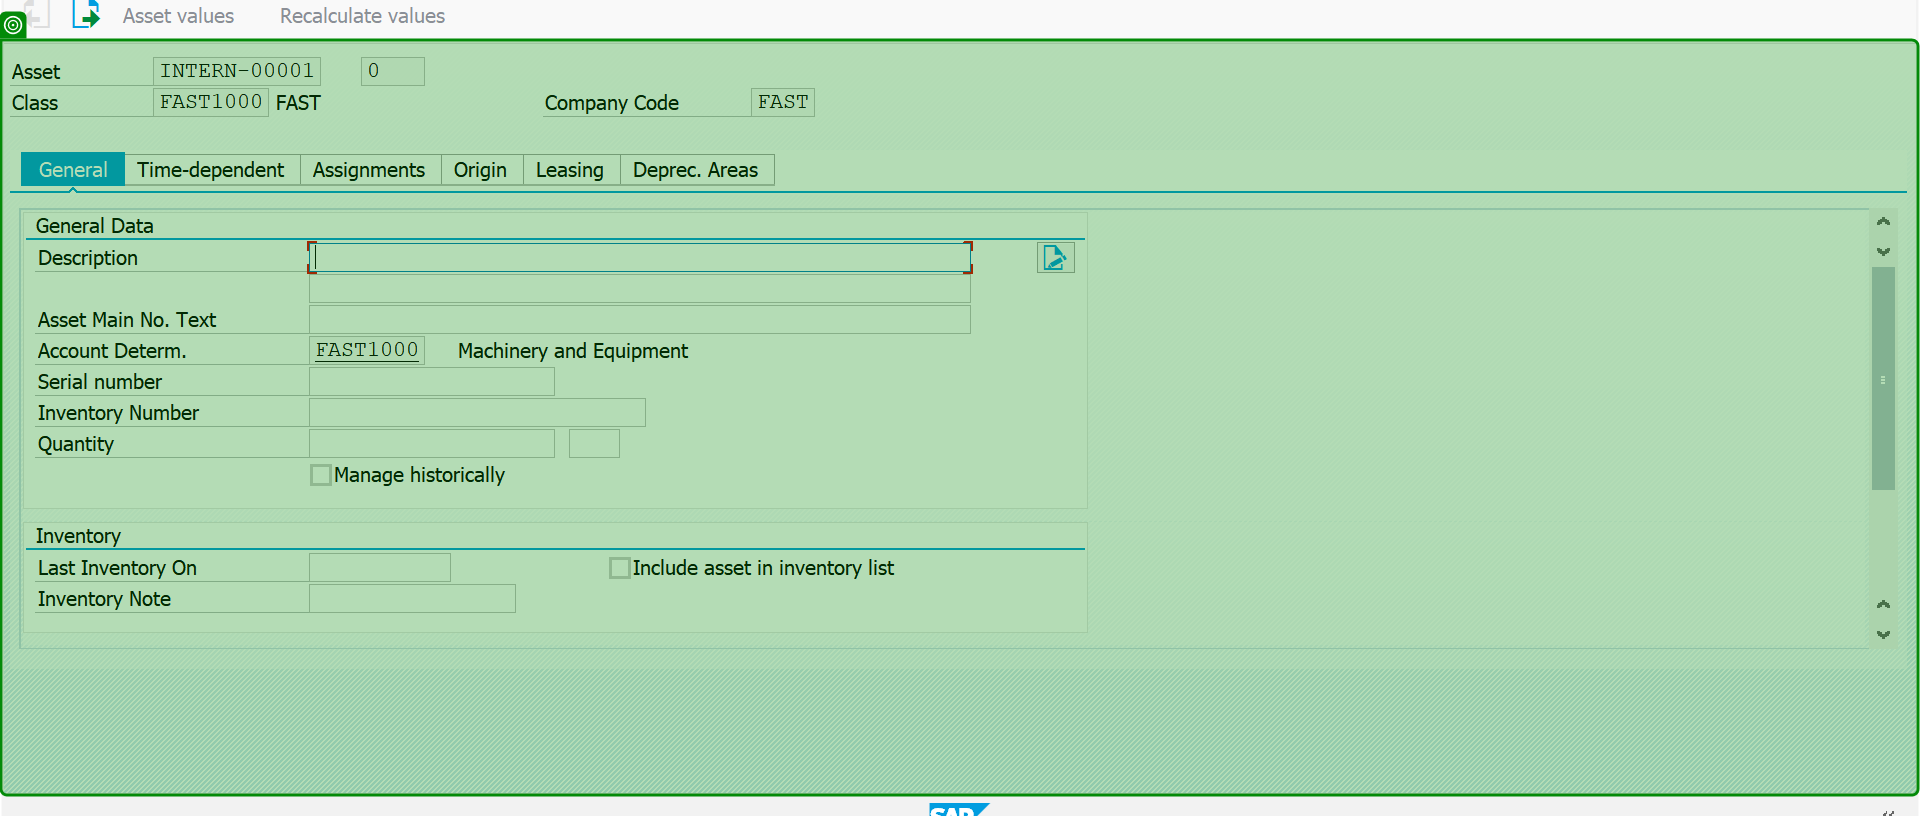 Asset values Recalculate values
Asset INTERN-00001 0
Class FAST1000 FAST Company Code FAST
General Time-dependent Assignments Origin Leasing Deprec. Areas
General Data
Description
Asset Main No. Text
Account Determ. FAST1000 Machinery and Equipment
Serial number
Inventory Number
Quantity
Manage historically
Inventory
Last Inventory On Include asset in inventory list
Inventory Note
SAP